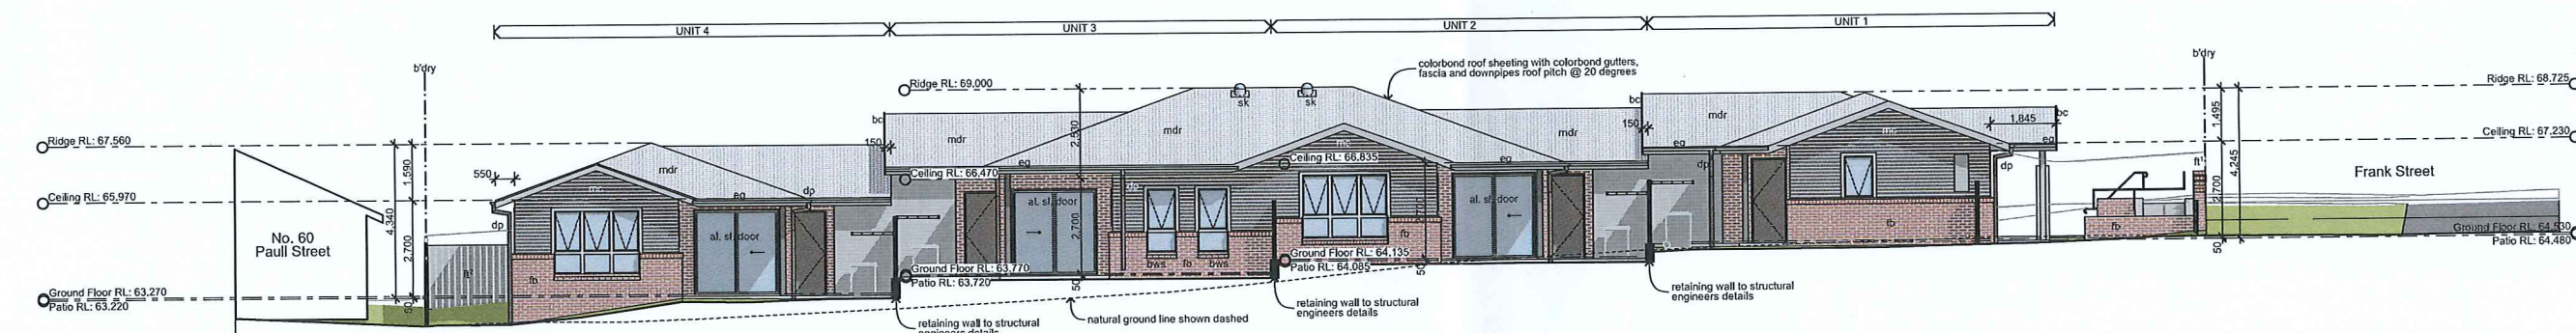 UNIT 4
UNIT 3
UNIT 2
UNIT 1
b'dry
b'dry
colorbond roof sheeting with colorbond gutters,
fascia and downpipes roof pitch @ 20 degrees
Ridge RL: 69.000
Ridge RL: 68.725
sk
sk
bc
bc
bc
mdr
mdr
mdr
mdr
mdr
2,530
150
150
1,845
1,495
Ceiling RL: 67.230
Ridge RL: 67.560
1,590
550
mc
mc
mc
eg
eg
eg
eg
dp
dp
dp
dp
dp
Ceiling RL: 66.835
Ceiling RL: 66.470
Ceiling RL: 65.970
4,340
2,700
2,700
2,700
4,245
ft¹
Frank Street
No. 60
Paull Street
al. sl. door
al. sl. door
al. sl. door
ft²
fb
fb
fb
fb
fb
bws
bws
Ground Floor RL: 64.530
Patio RL: 64.480
Ground Floor RL: 64.135
Patio RL: 64.085
Ground Floor RL: 63.770
Patio RL: 63.720
Ground Floor RL: 63.270
Patio RL: 63.220
50
50
50
50
retaining wall to structural
engineers details
retaining wall to structural
engineers details
natural ground line shown dashed
retaining wall to structural
engineers details